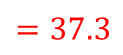 = 37.3